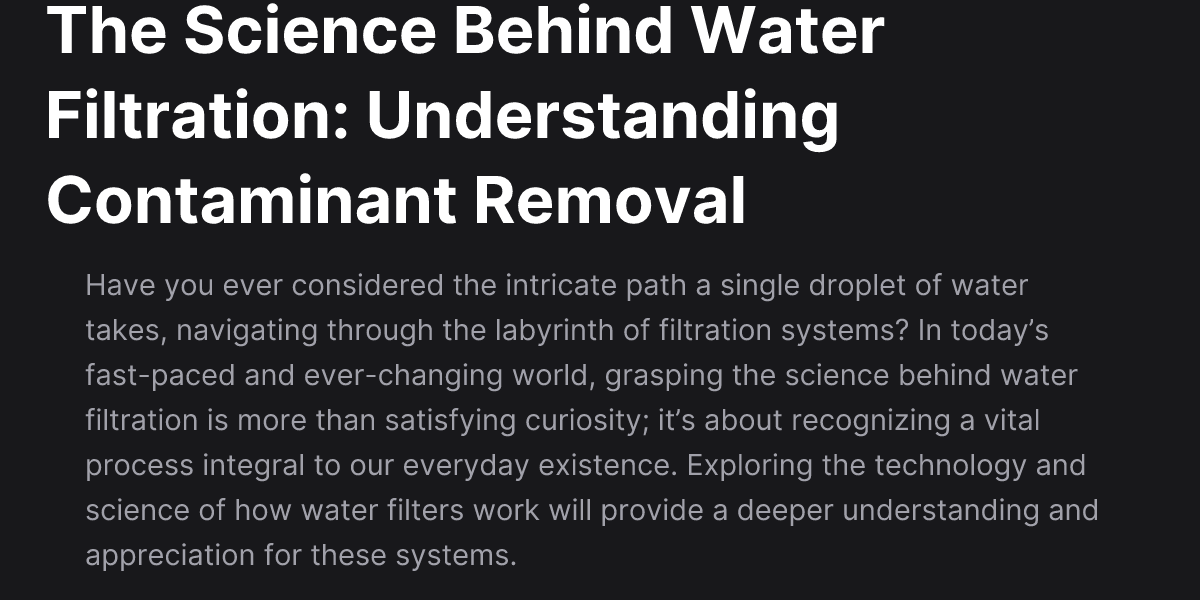 The Science Behind Water
Filtration: Understanding
Contaminant Removal
Have you ever considered the intricate path a single droplet of water
takes, navigating through the labyrinth of filtration systems? In today’s
fast-paced and ever-changing world, grasping the science behind water
filtration is more than satisfying curiosity; it’s about recognizing a vital
process integral to our everyday existence. Exploring the technology and
science of how water filters work will provide a deeper understanding and
appreciation for these systems.